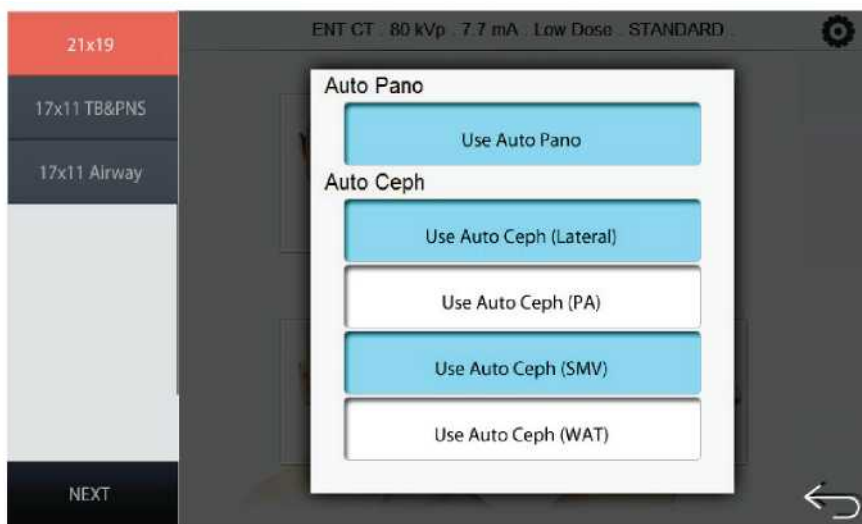 21x19
17x11 TB&PNS
17x11 Airway
NEXT
ENT CT . 80 kVp . 7.7 mA . Low Dose . STANDARD .
Auto Pano
Use Auto Pano
Auto Ceph
Use Auto Ceph (Lateral)
Use Auto Ceph (PA)
Use Auto Ceph (SMV)
Use Auto Ceph (WAT)